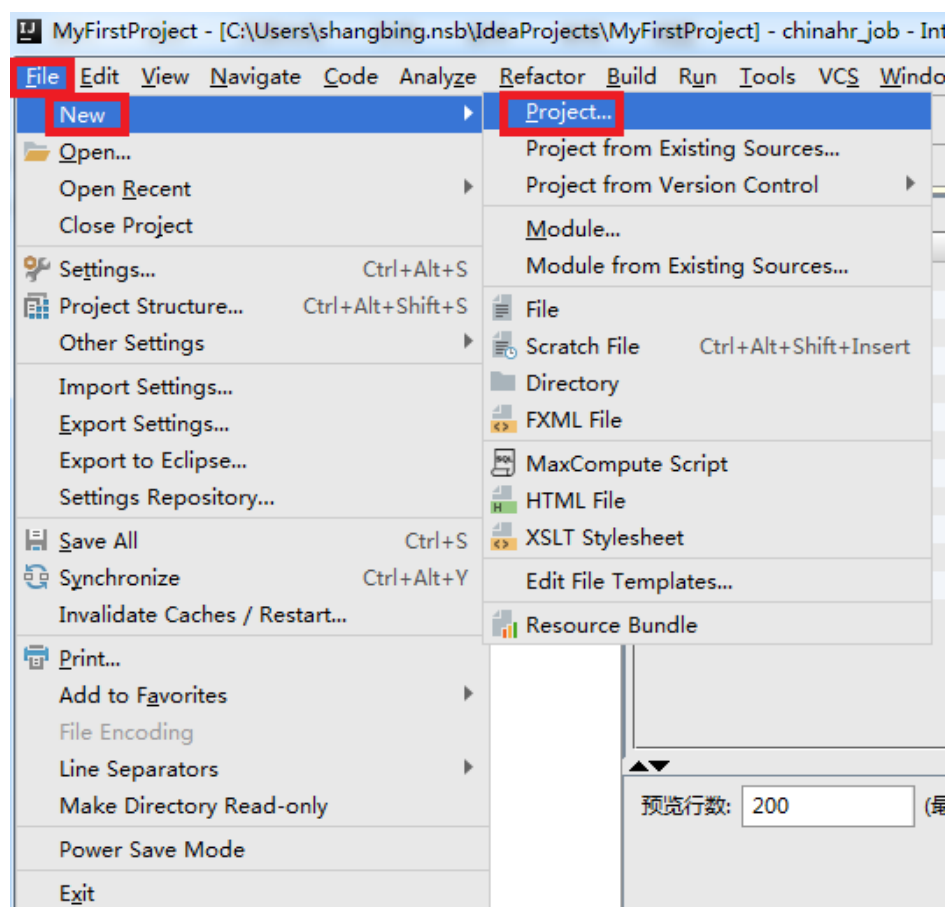 MyFirstProject - [C:\Users\shangbing.nsb\IdeaProjects\MyFirstProject] - chinahr_job - Int
File Edit View Navigate Code Analyze Refactor Build Run Tools VCS Windo
New
Open...
Open Recent
Close Project
Settings... Ctrl+Alt+S
Project Structure... Ctrl+Alt+Shift+S
Other Settings
Import Settings...
Export Settings...
Export to Eclipse...
Settings Repository...
Save All Ctrl+S
Synchronize Ctrl+Alt+Y
Invalidate Caches / Restart...
Print...
Add to Favorites
File Encoding
Line Separators
Make Directory Read-only
Power Save Mode
Exit
Project...
Project from Existing Sources...
Project from Version Control
Module...
Module from Existing Sources...
File
Scratch File Ctrl+Alt+Shift+Insert
Directory
FXML File
MaxCompute Script
HTML File
XSLT Stylesheet
Edit File Templates...
Resource Bundle
预览行数: 200 (